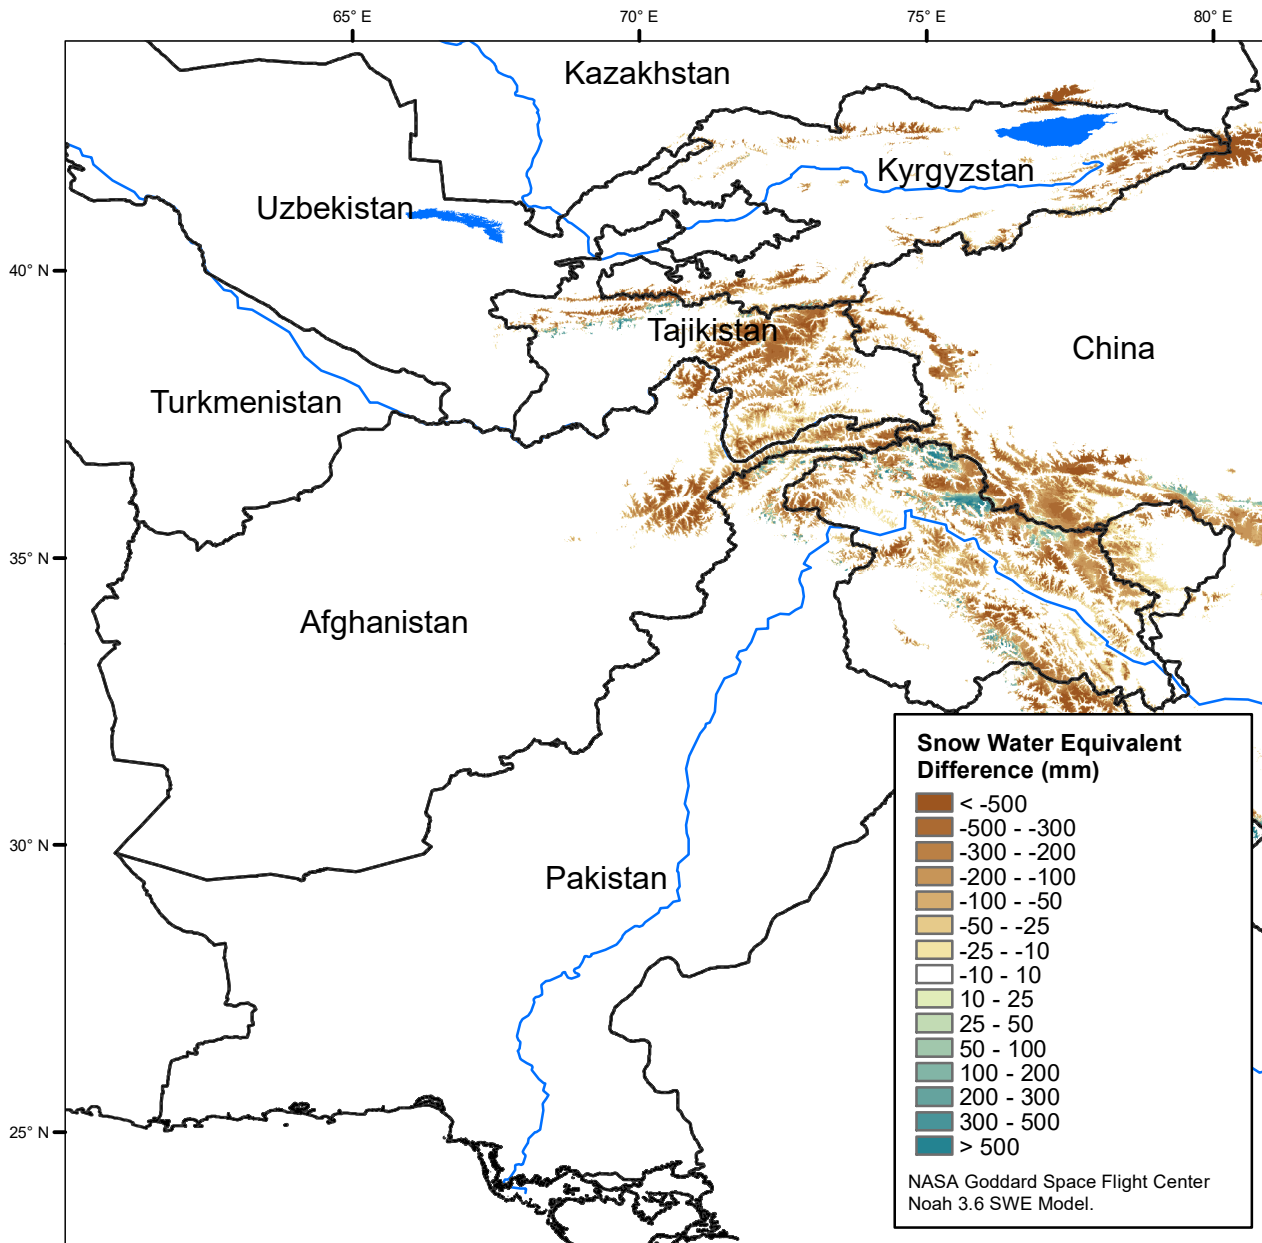 65° E
70° E
75° E
80° E
Kazakhstan
Kyrgyzstan
Uzbekistan
40° N
Tajikistan
China
Turkmenistan
35° N
Afghanistan
30° N
Pakistan
25° N
Snow Water Equivalent
Difference (mm)
< -500
-500 - -300
-300 - -200
-200 - -100
-100 - -50
-50 - -25
-25 - -10
-10 - 10
10 - 25
25 - 50
50 - 100
100 - 200
200 - 300
300 - 500
> 500
NASA Goddard Space Flight Center
Noah 3.6 SWE Model.